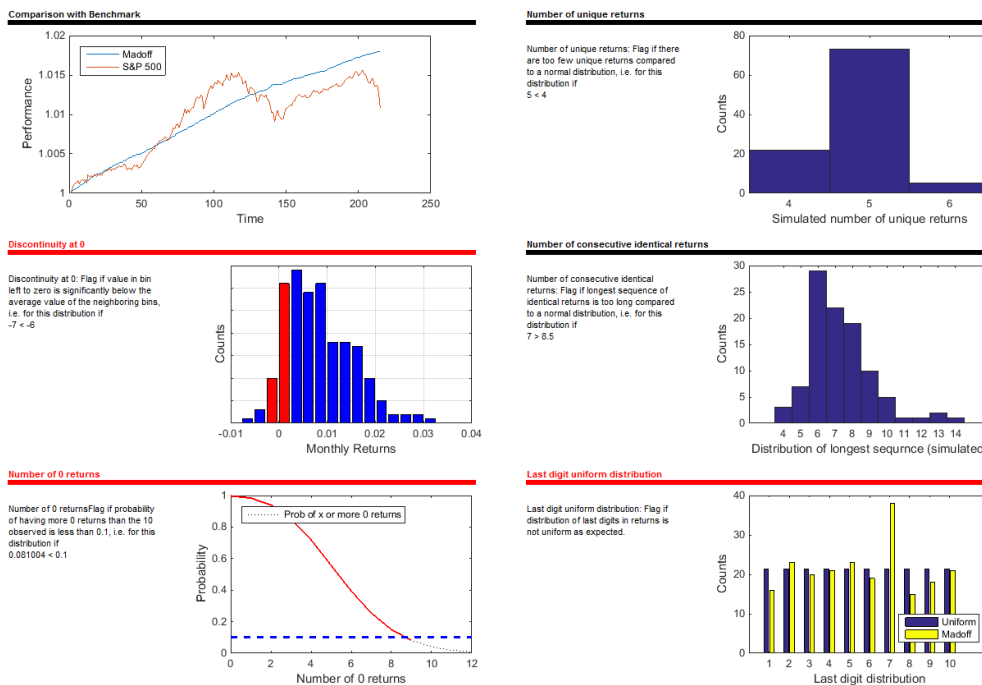 Comparison with Benchmark
1.02
1.015
1.01
1.005
1
Performance
Madoff
S&P 500
0 50 100 150 200 250
Time
Number of unique returns
Number of unique returns: Flag if there
are too few unique returns compared
to a normal distribution, i.e. for this
distribution if
5 < 4
80
60
40
20
0
Counts
4 5 6
Simulated number of unique returns
Discontinuity at 0
Discontinuity at 0: Flag if value in bin
left to zero is significantly below the
average value of the neighboring bins,
i.e. for this distribution if
-7 < -6
Counts
-0.01 0 0.01 0.02 0.03 0.04
Monthly Returns
Number of consecutive identical returns
Number of consecutive identical
returns: Flag if longest sequence of
identical returns is too long compared
to a normal distribution, i.e. for this
distribution if
7 > 8.5
30
25
20
15
10
5
0
Counts
4 5 6 7 8 9 10 11 12 13 14
Distribution of longest sequrnce (simulated
Number of 0 returns
Number of 0 returnsFlag if probability
of having more 0 returns than the 10
observed is less than 0.1, i.e. for this
distribution if
0.081004 < 0.1
1
0.8
0.6
0.4
0.2
0
Probability
Prob of x or more 0 returns
0 2 4 6 8 10 12
Number of 0 returns
Last digit uniform distribution
Last digit uniform distribution: Flag if
distribution of last digits in returns is
not uniform as expected.
40
30
20
10
0
Counts
Uniform
Madoff
1 2 3 4 5 6 7 8 9 10
Last digit distribution